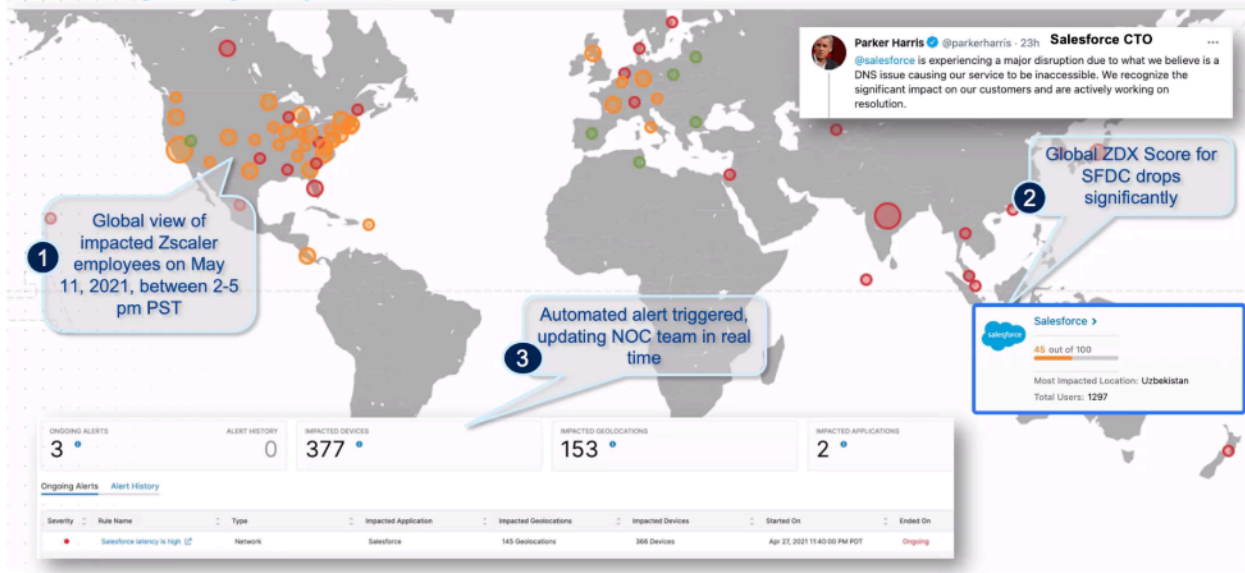 Parker Harris @parkerharris · 23h Salesforce CTO ...
@salesforce is experiencing a major disruption due to what we believe is a
DNS issue causing our service to be inaccessible. We recognize the
significant impact on our customers and are actively working on
resolution.
1
Global view of
impacted Zscaler
employees on May
11, 2021, between 2-5
pm PST
2
Global ZDX Score for
SFDC drops
significantly
salesforce
Salesforce >
45 out of 100
Most Impacted Location: Uzbekistan
Total Users: 1297
3
Automated alert triggered,
updating NOC team in real
time
ONGOING ALERTS ALERT HISTORY IMPACTED DEVICES IMPACTED GEOLOCATIONS IMPACTED APPLICATIONS
3 0 377 153 2
Ongoing Alerts Alert History
Severity Rule Name Type Impacted Application Impacted Geolocations Impacted Devices Started On Ended On
Salesforce latency is high Network Salesforce 145 Geolocations 366 Devices Apr 27, 2021 11:40:00 PM PDT Ongoing